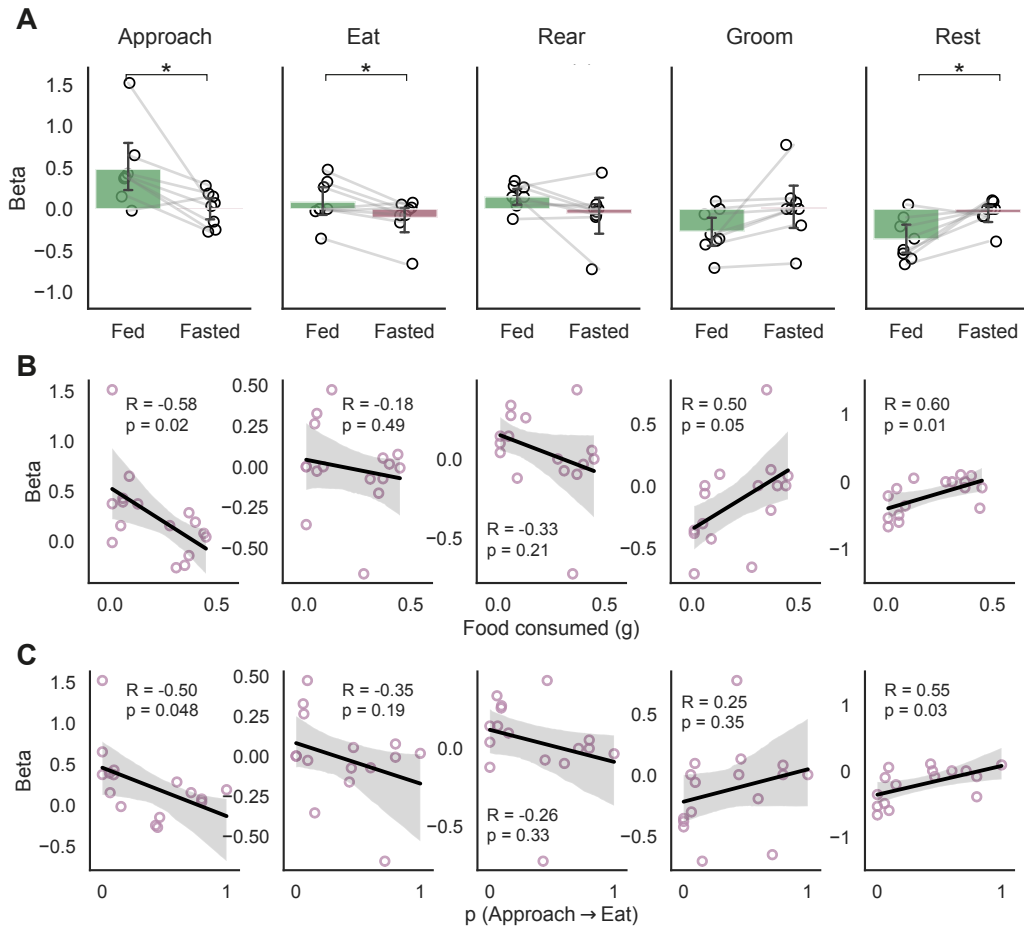 A
Approach
Eat
Rear
Groom
Rest
*
*
*
Beta
1.5
1.0
0.5
0.0
−0.5
−1.0
Fed Fasted
Fed Fasted
Fed Fasted
Fed Fasted
Fed Fasted
B
Beta
1.5
1.0
0.5
0.0
R = -0.58
p = 0.02
0.50
0.25
0.00
−0.25
−0.50
R = -0.18
p = 0.49
0.0
−0.5
R = -0.33
p = 0.21
0.5
0.0
−0.5
R = 0.50
p = 0.05
1
0
−1
R = 0.60
p = 0.01
0.0 0.5
0.0 0.5
0.0 0.5
0.0 0.5
0.0 0.5
Food consumed (g)
C
Beta
1.5
1.0
0.5
0.0
−0.5
R = -0.50
p = 0.048
0.50
0.25
0.00
−0.25
−0.50
R = -0.35
p = 0.19
0.0
−0.5
R = -0.26
p = 0.33
0.5
0.0
−0.5
R = 0.25
p = 0.35
1
0
−1
R = 0.55
p = 0.03
0 1
0 1
0 1
0 1
0 1
p (Approach → Eat)